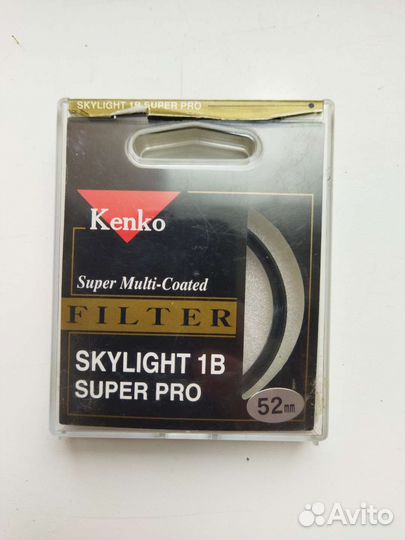 SKYLIGHT 1B SUPER PRO
Kenko
Super Multi-Coated
FILTER
SKYLIGHT 1B
SUPER PRO
52mm
Avito